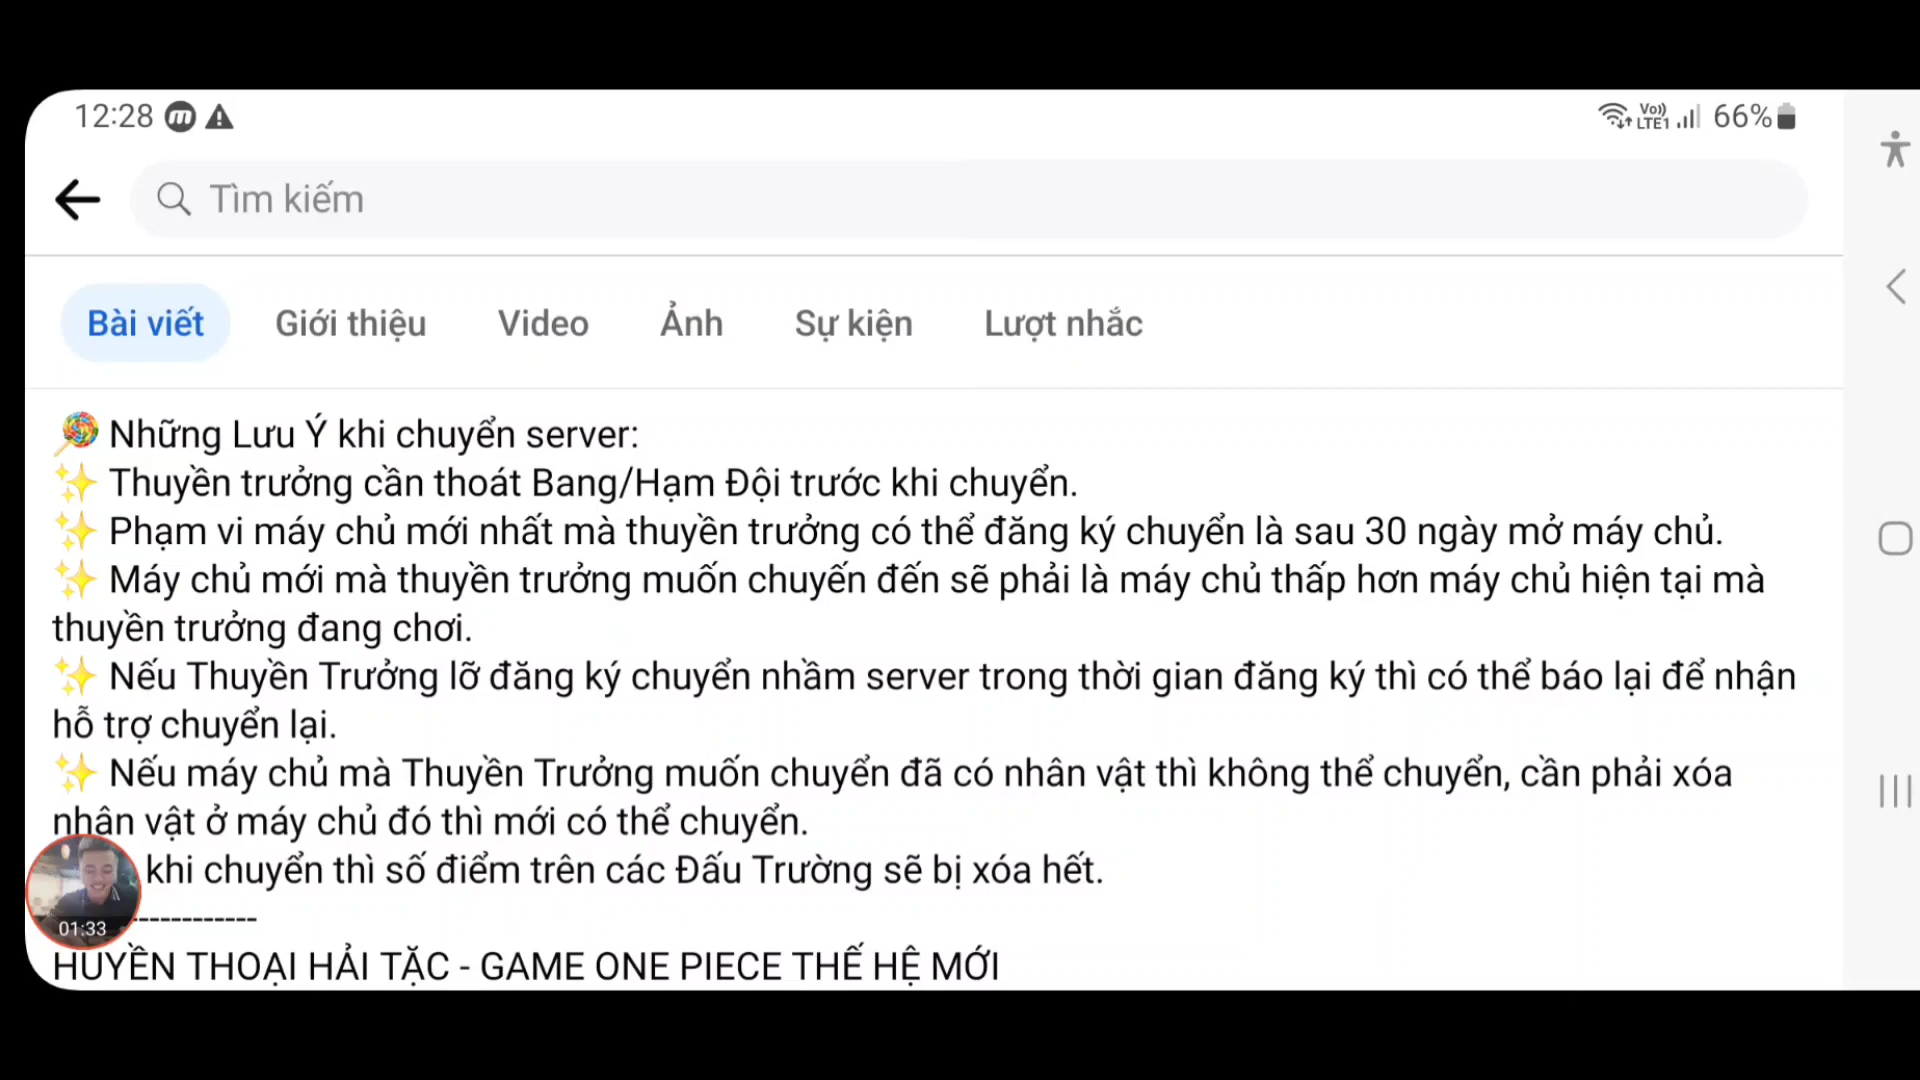 12:28
Vo))
LTE1
66%
Tìm kiếm
Bài viết Giới thiệu Video Ảnh Sự kiện Lượt nhắc
Những Lưu Ý khi chuyển server:
Thuyền trưởng cần thoát Bang/Hạm Đội trước khi chuyển.
Phạm vi máy chủ mới nhất mà thuyền trưởng có thể đăng ký chuyển là sau 30 ngày mở máy chủ.
Máy chủ mới mà thuyền trưởng muốn chuyến đến sẽ phải là máy chủ thấp hơn máy chủ hiện tại mà
thuyền trưởng đang chơi.
Nếu Thuyền Trưởng lỡ đăng ký chuyển nhầm server trong thời gian đăng ký thì có thể báo lại để nhận
hỗ trợ chuyển lại.
Nếu máy chủ mà Thuyền Trưởng muốn chuyển đã có nhân vật thì không thể chuyển, cần phải xóa
nhân vật ở máy chủ đó thì mới có thể chuyển.
khi chuyển thì số điểm trên các Đấu Trường sẽ bị xóa hết.
01:33
------------
HUYỀN THOẠI HẢI TẶC - GAME ONE PIECE THẾ HỆ MỚI